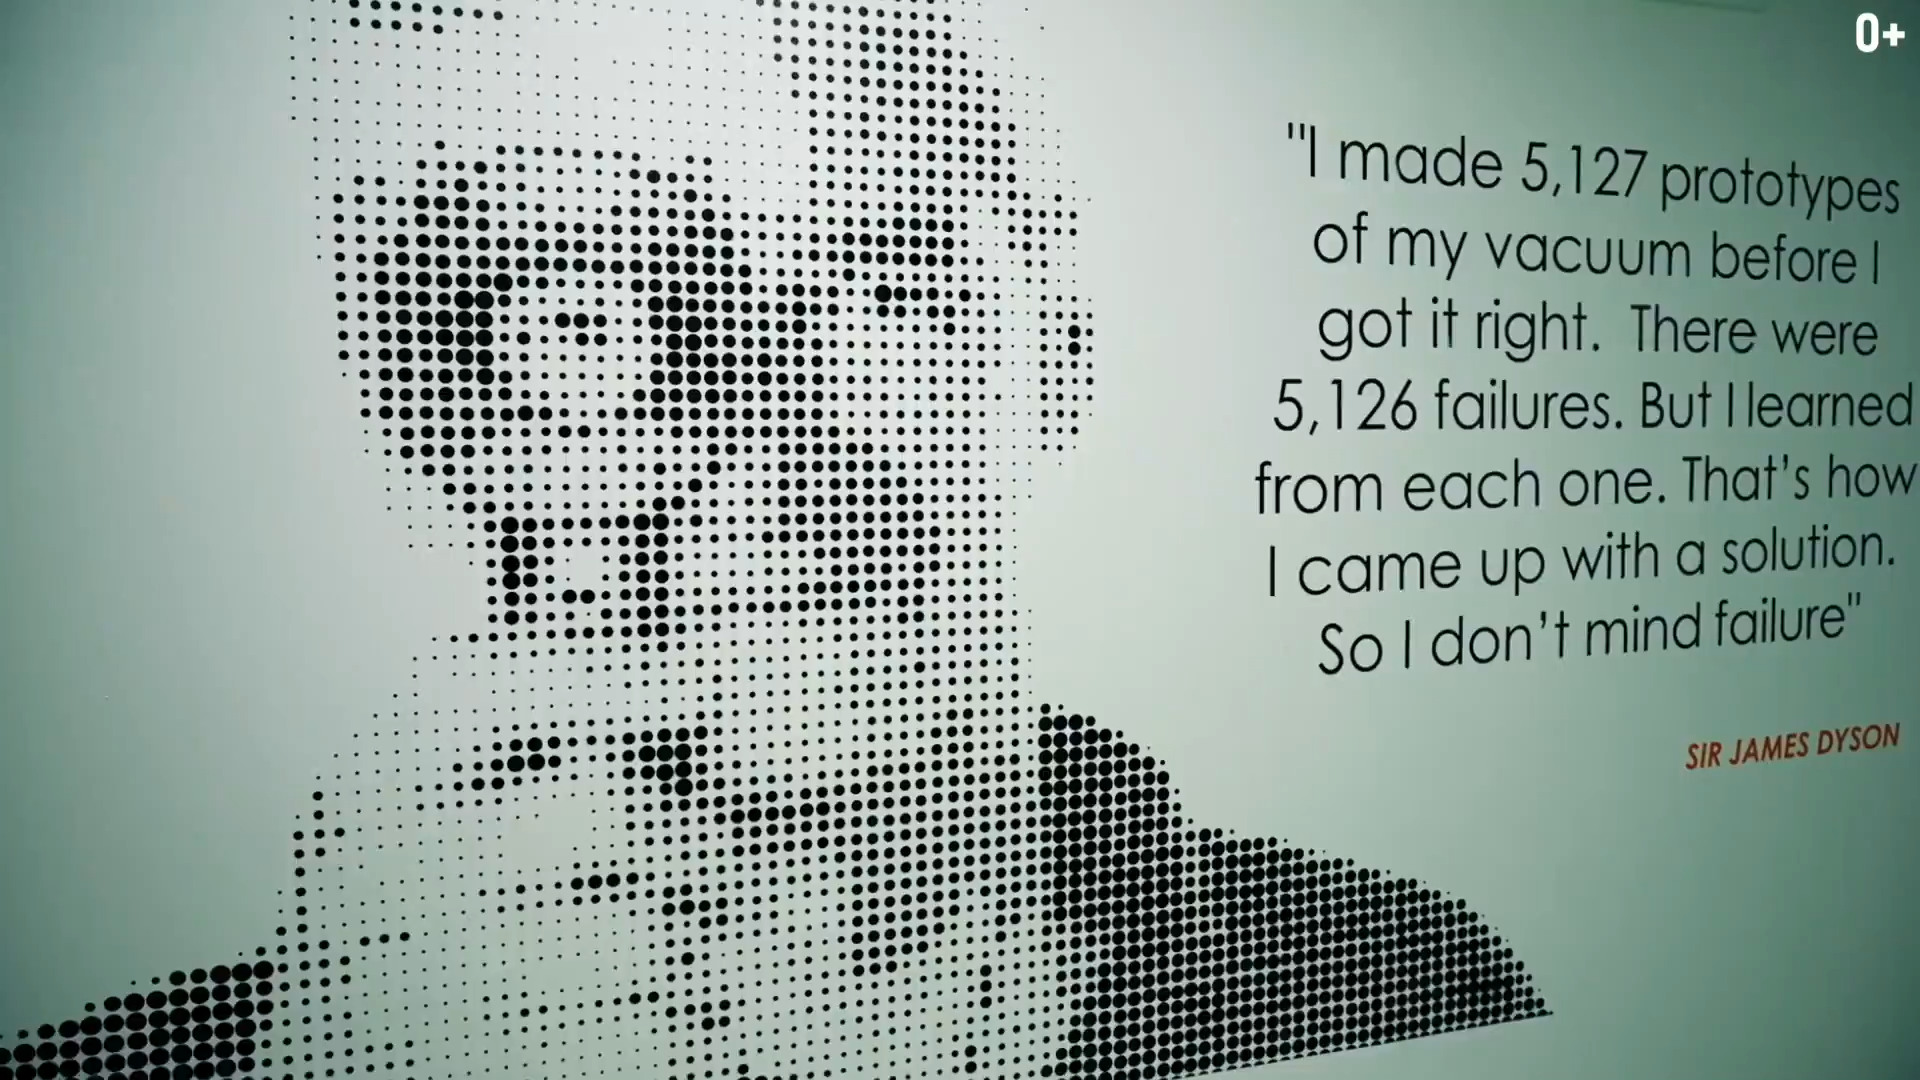 0+
"I made 5,127 prototypes
of my vacuum before I
got it right. There were
5,126 failures. But I learned
from each one. That's how
I came up with a solution.
So I don't mind failure"
SIR JAMES DYSON